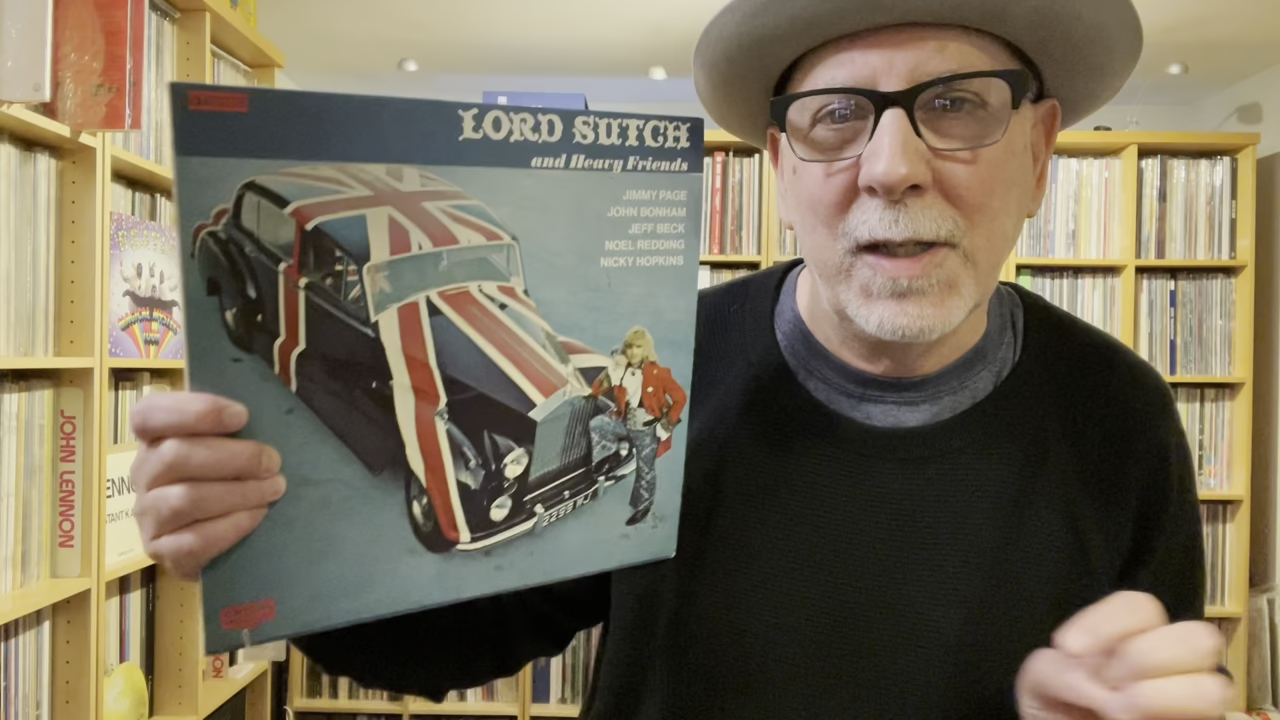 LORD SUTCH
and Heavy Friends
JIMMY PAGE
JOHN BONHAM
JEFF BECK
NOEL REDDING
NICKY HOPKINS
JOHN LENNON